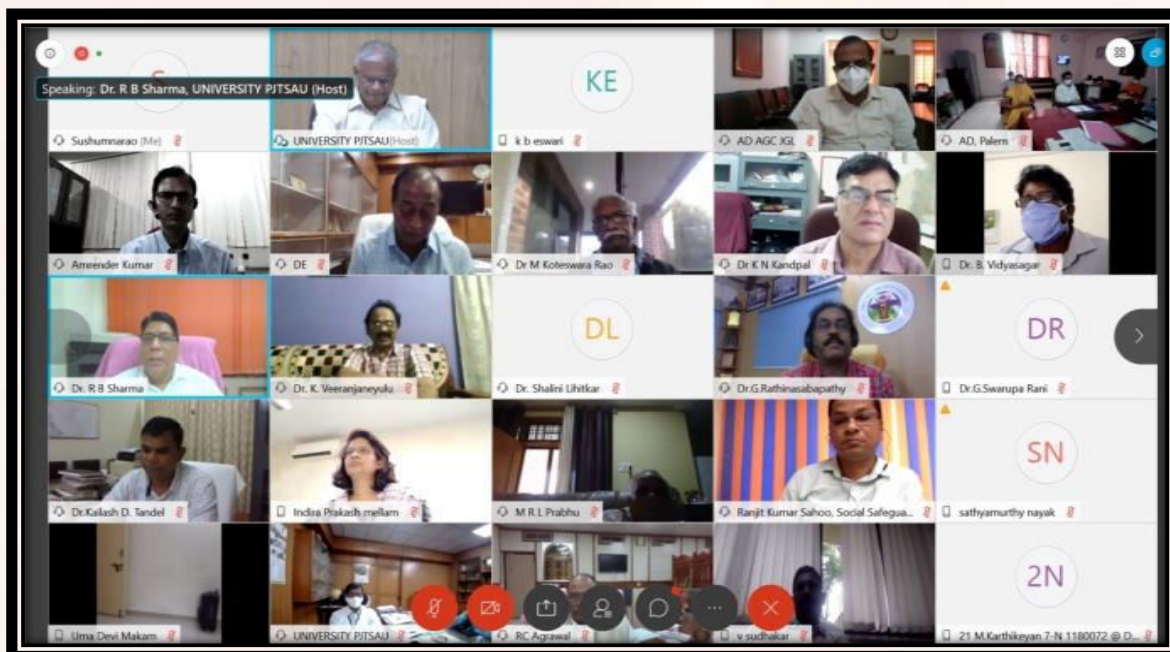 S
Speaking: Dr. R B Sharma, UNIVERSITY PJTSAU (Host)
Sushumnarao (Me)
UNIVERSITY PJTSAU(Host)
KE
k b eswari
AD AGC JGL
AD, Palem
Amrender Kumar
DE
Dr M Koteswara Rao
Dr K N Kandpal
Dr. B. Vidyasagar
Dr. R B Sharma
Dr. K. Veeranjaneyulu
DL
Dr. Shalini Lihitkar
Dr.G.Rathinasabapathy
DR
Dr.G.Swarupa Rani
Dr.Kailash D. Tandel
Indira Prakash mellam
M R L Prabhu
Ranjit Kumar Sahoo, Social Safegua...
SN
sathyamurthy nayak
Uma Devi Makam
UNIVERSITY PJTSAU
RC Agrawal
v sudhakar
2N
21 M.Karthikeyan 7-N 1180072 @ D...